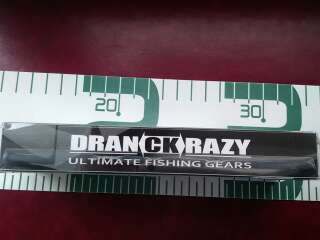 20
30
DRANCKRAZY
ULTIMATE FISHING GEARS